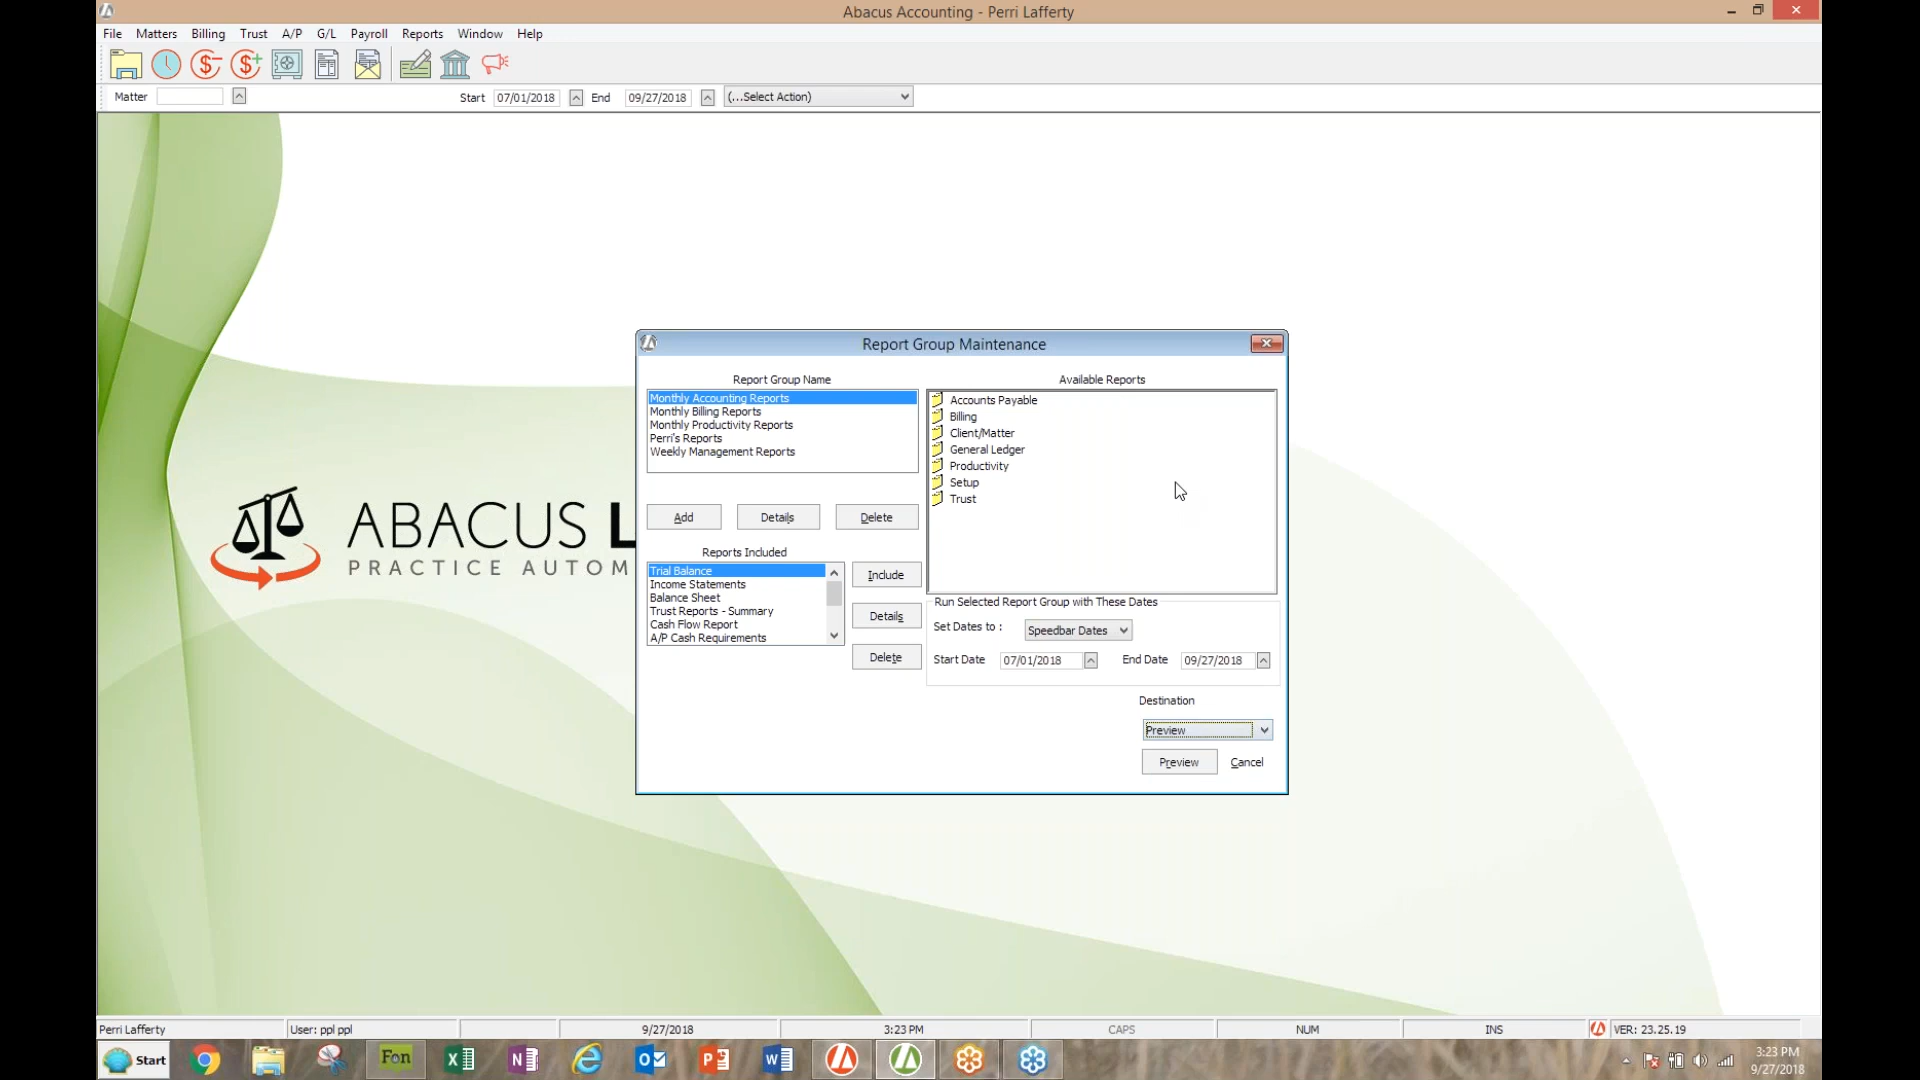 Abacus Accounting - Perri Lafferty
File Matters Billing Trust A/P G/L Payroll Reports Window Help
Matter Start 07/01/2018 End 09/27/2018 (...Select Action)
ABACUS L
PRACTICE AUTOM
Report Group Maintenance
Report Group Name
Monthly Accounting Reports
Monthly Billing Reports
Monthly Productivity Reports
Perri's Reports
Weekly Management Reports
Add Details Delete
Reports Included
Trial Balance
Income Statements
Balance Sheet
Trust Reports - Summary
Cash Flow Report
A/P Cash Requirements
Include
Details
Delete
Available Reports
Accounts Payable
Billing
Client/Matter
General Ledger
Productivity
Setup
Trust
Run Selected Report Group with These Dates
Set Dates to : Speedbar Dates
Start Date 07/01/2018 End Date 09/27/2018
Destination
Preview
Preview Cancel
Perri Lafferty User: ppl ppl 9/27/2018 3:23 PM CAPS NUM INS VER: 23.25.19
Start Fon 3:23 PM
9/27/2018